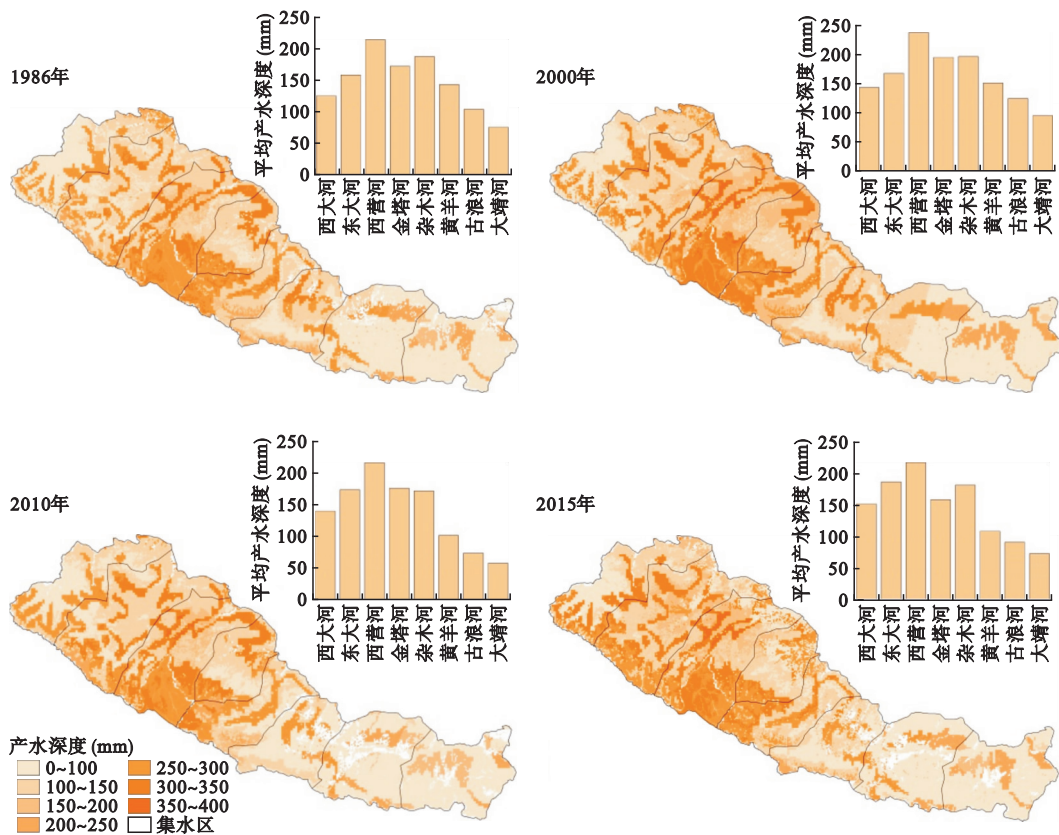 1986年
平均产水深度 (mm)
250
200
150
100
50
0
西大河
东大河
西营河
金塔河
杂木河
黄羊河
古浪河
大靖河
2000年
平均产水深度 (mm)
250
200
150
100
50
0
西大河
东大河
西营河
金塔河
杂木河
黄羊河
古浪河
大靖河
2010年
平均产水深度 (mm)
250
200
150
100
50
0
西大河
东大河
西营河
金塔河
杂木河
黄羊河
古浪河
大靖河
2015年
平均产水深度 (mm)
250
200
150
100
50
0
西大河
东大河
西营河
金塔河
杂木河
黄羊河
古浪河
大靖河
产水深度 (mm)
0~100
100~150
150~200
200~250
250~300
300~350
350~400
集水区